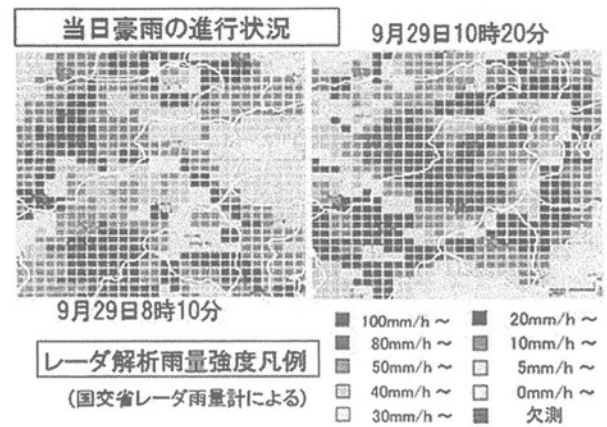 当日豪雨の進行状況
9月29日10時20分
9月29日8時10分
レーダ解析雨量強度凡例
(国交省レーダ雨量計による)
100mm/h ～
80mm/h ～
50mm/h ～
40mm/h ～
30mm/h ～
20mm/h ～
10mm/h ～
5mm/h ～
0mm/h ～
欠測